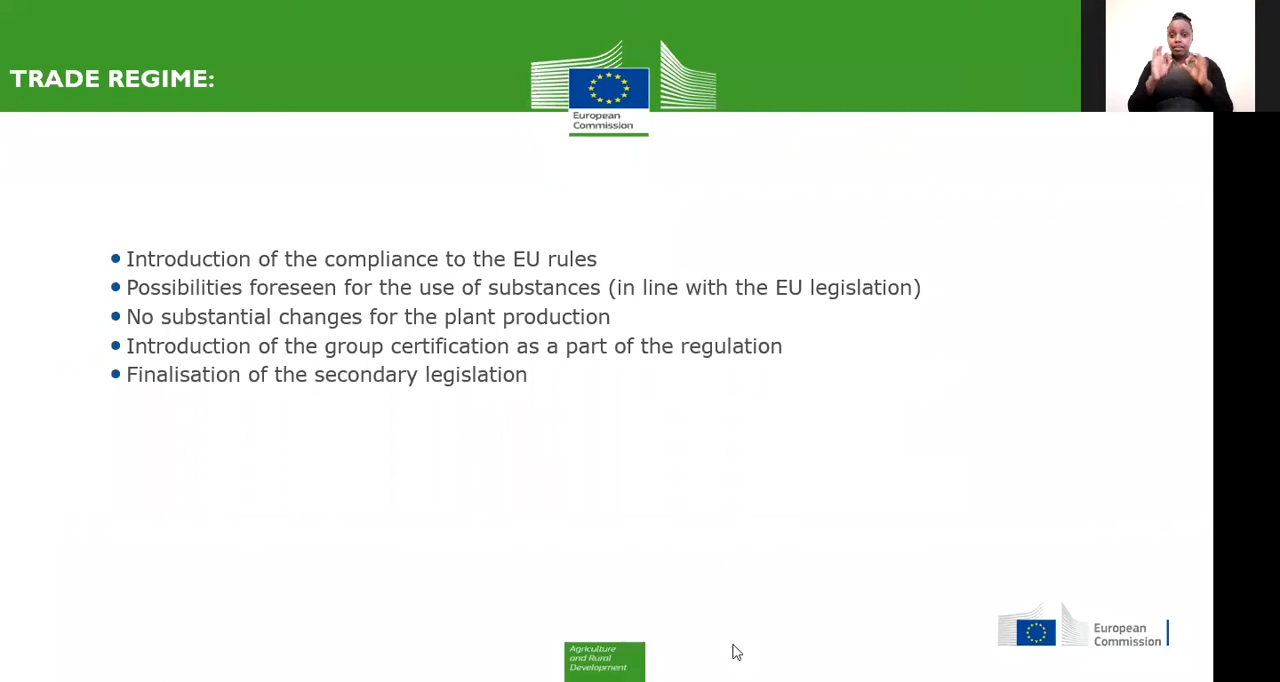 TRADE REGIME:
European
Commission
Introduction of the compliance to the EU rules
Possibilities foreseen for the use of substances (in line with the EU legislation)
No substantial changes for the plant production
Introduction of the group certification as a part of the regulation
Finalisation of the secondary legislation
Agriculture
and Rural
Development
European
Commission